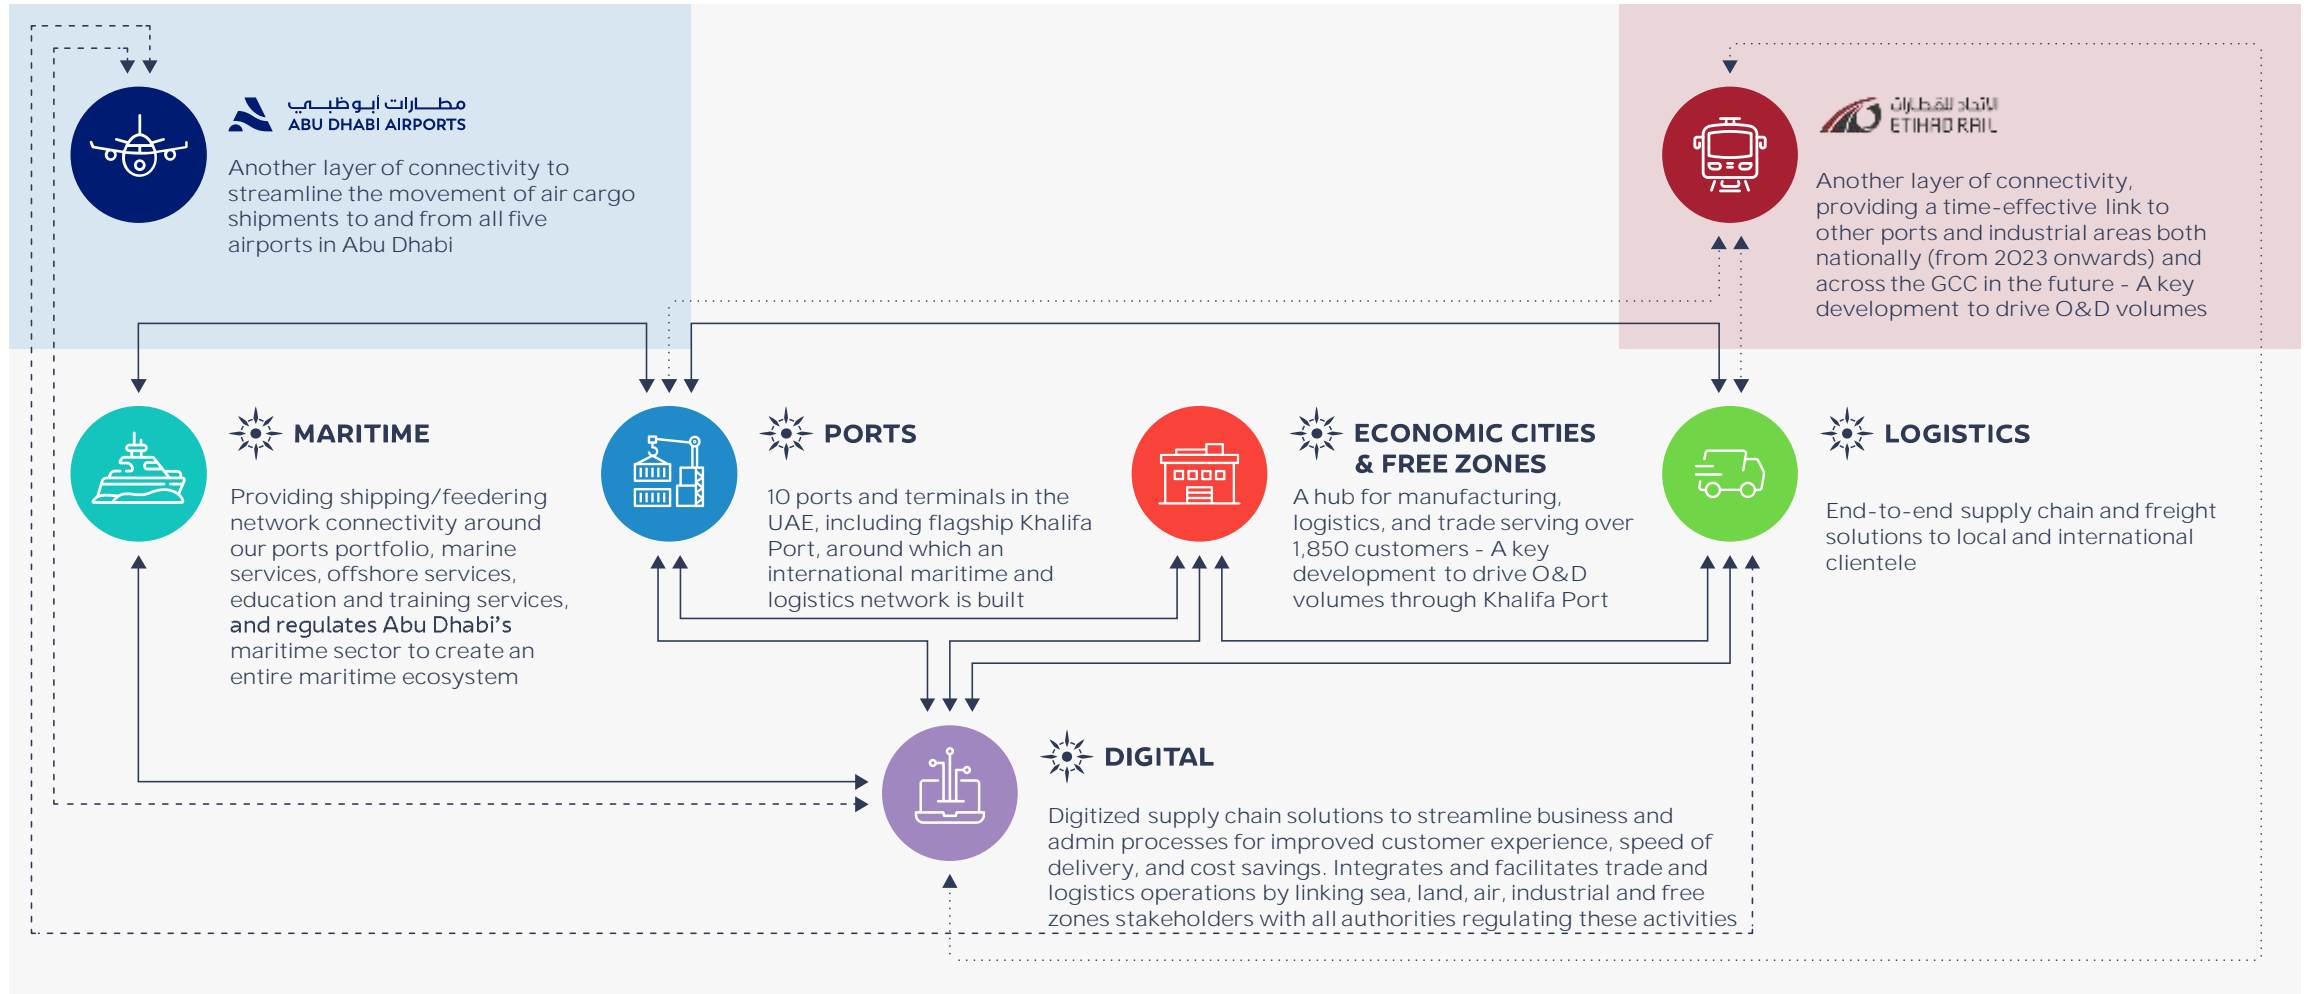 مطارات أبوظبي
ABU DHABI AIRPORTS
Another layer of connectivity to
streamline the movement of air cargo
shipments to and from all five
airports in Abu Dhabi
الاتحاد للقطارات
ETIHAD RAIL
Another layer of connectivity,
providing a time-effective link to
other ports and industrial areas both
nationally (from 2023 onwards) and
across the GCC in the future - A key
development to drive O&D volumes
MARITIME
Providing shipping/feedering
network connectivity around
our ports portfolio, marine
services, offshore services,
education and training services,
and regulates Abu Dhabi's
maritime sector to create an
entire maritime ecosystem
PORTS
10 ports and terminals in the
UAE, including flagship Khalifa
Port, around which an
international maritime and
logistics network is built
ECONOMIC CITIES
& FREE ZONES
A hub for manufacturing,
logistics, and trade serving over
1,850 customers - A key
development to drive O&D
volumes through Khalifa Port
LOGISTICS
End-to-end supply chain and freight
solutions to local and international
clientele
DIGITAL
Digitized supply chain solutions to streamline business and
admin processes for improved customer experience, speed of
delivery, and cost savings. Integrates and facilitates trade and
logistics operations by linking sea, land, air, industrial and free
zones stakeholders with all authorities regulating these activities